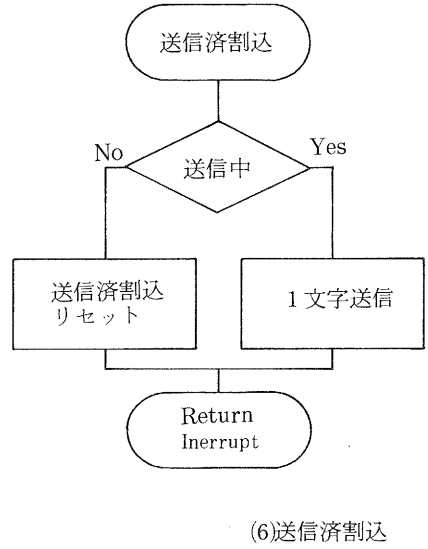 送信済割込
No
送信中
Yes
送信済割込
リセット
1文字送信
Return
Inerrupt
(6)送信済割込